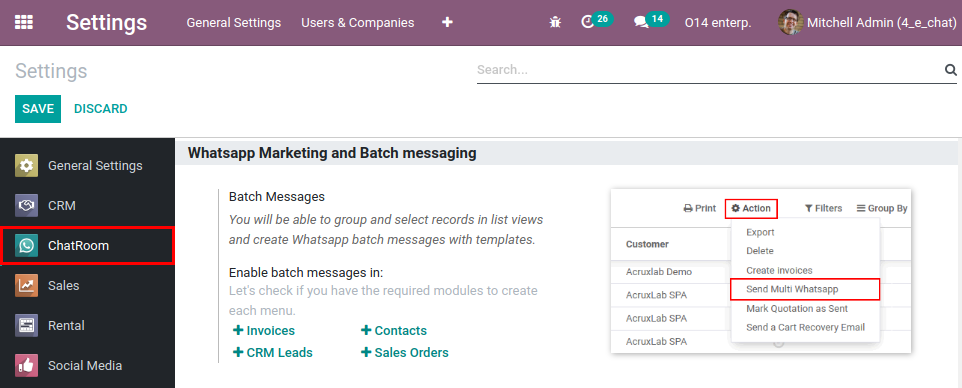 Settings General Settings Users & Companies + 26 14 O14 enterp. Mitchell Admin (4_e_chat)
Settings Search...
SAVE DISCARD
General Settings
CRM
ChatRoom
Sales
Rental
Social Media
Whatsapp Marketing and Batch messaging
Batch Messages
You will be able to group and select records in list views
and create Whatsapp batch messages with templates.
Enable batch messages in:
Let's check if you have the required modules to create
each menu.
+ Invoices + Contacts
+ CRM Leads + Sales Orders
Print Action Filters Group By
Customer
Acruxlab Demo
AcruxLab SPA
AcruxLab SPA
AcruxLab SPA
Export
Delete
Create invoices
Send Multi Whatsapp
Mark Quotation as Sent
Send a Cart Recovery Email